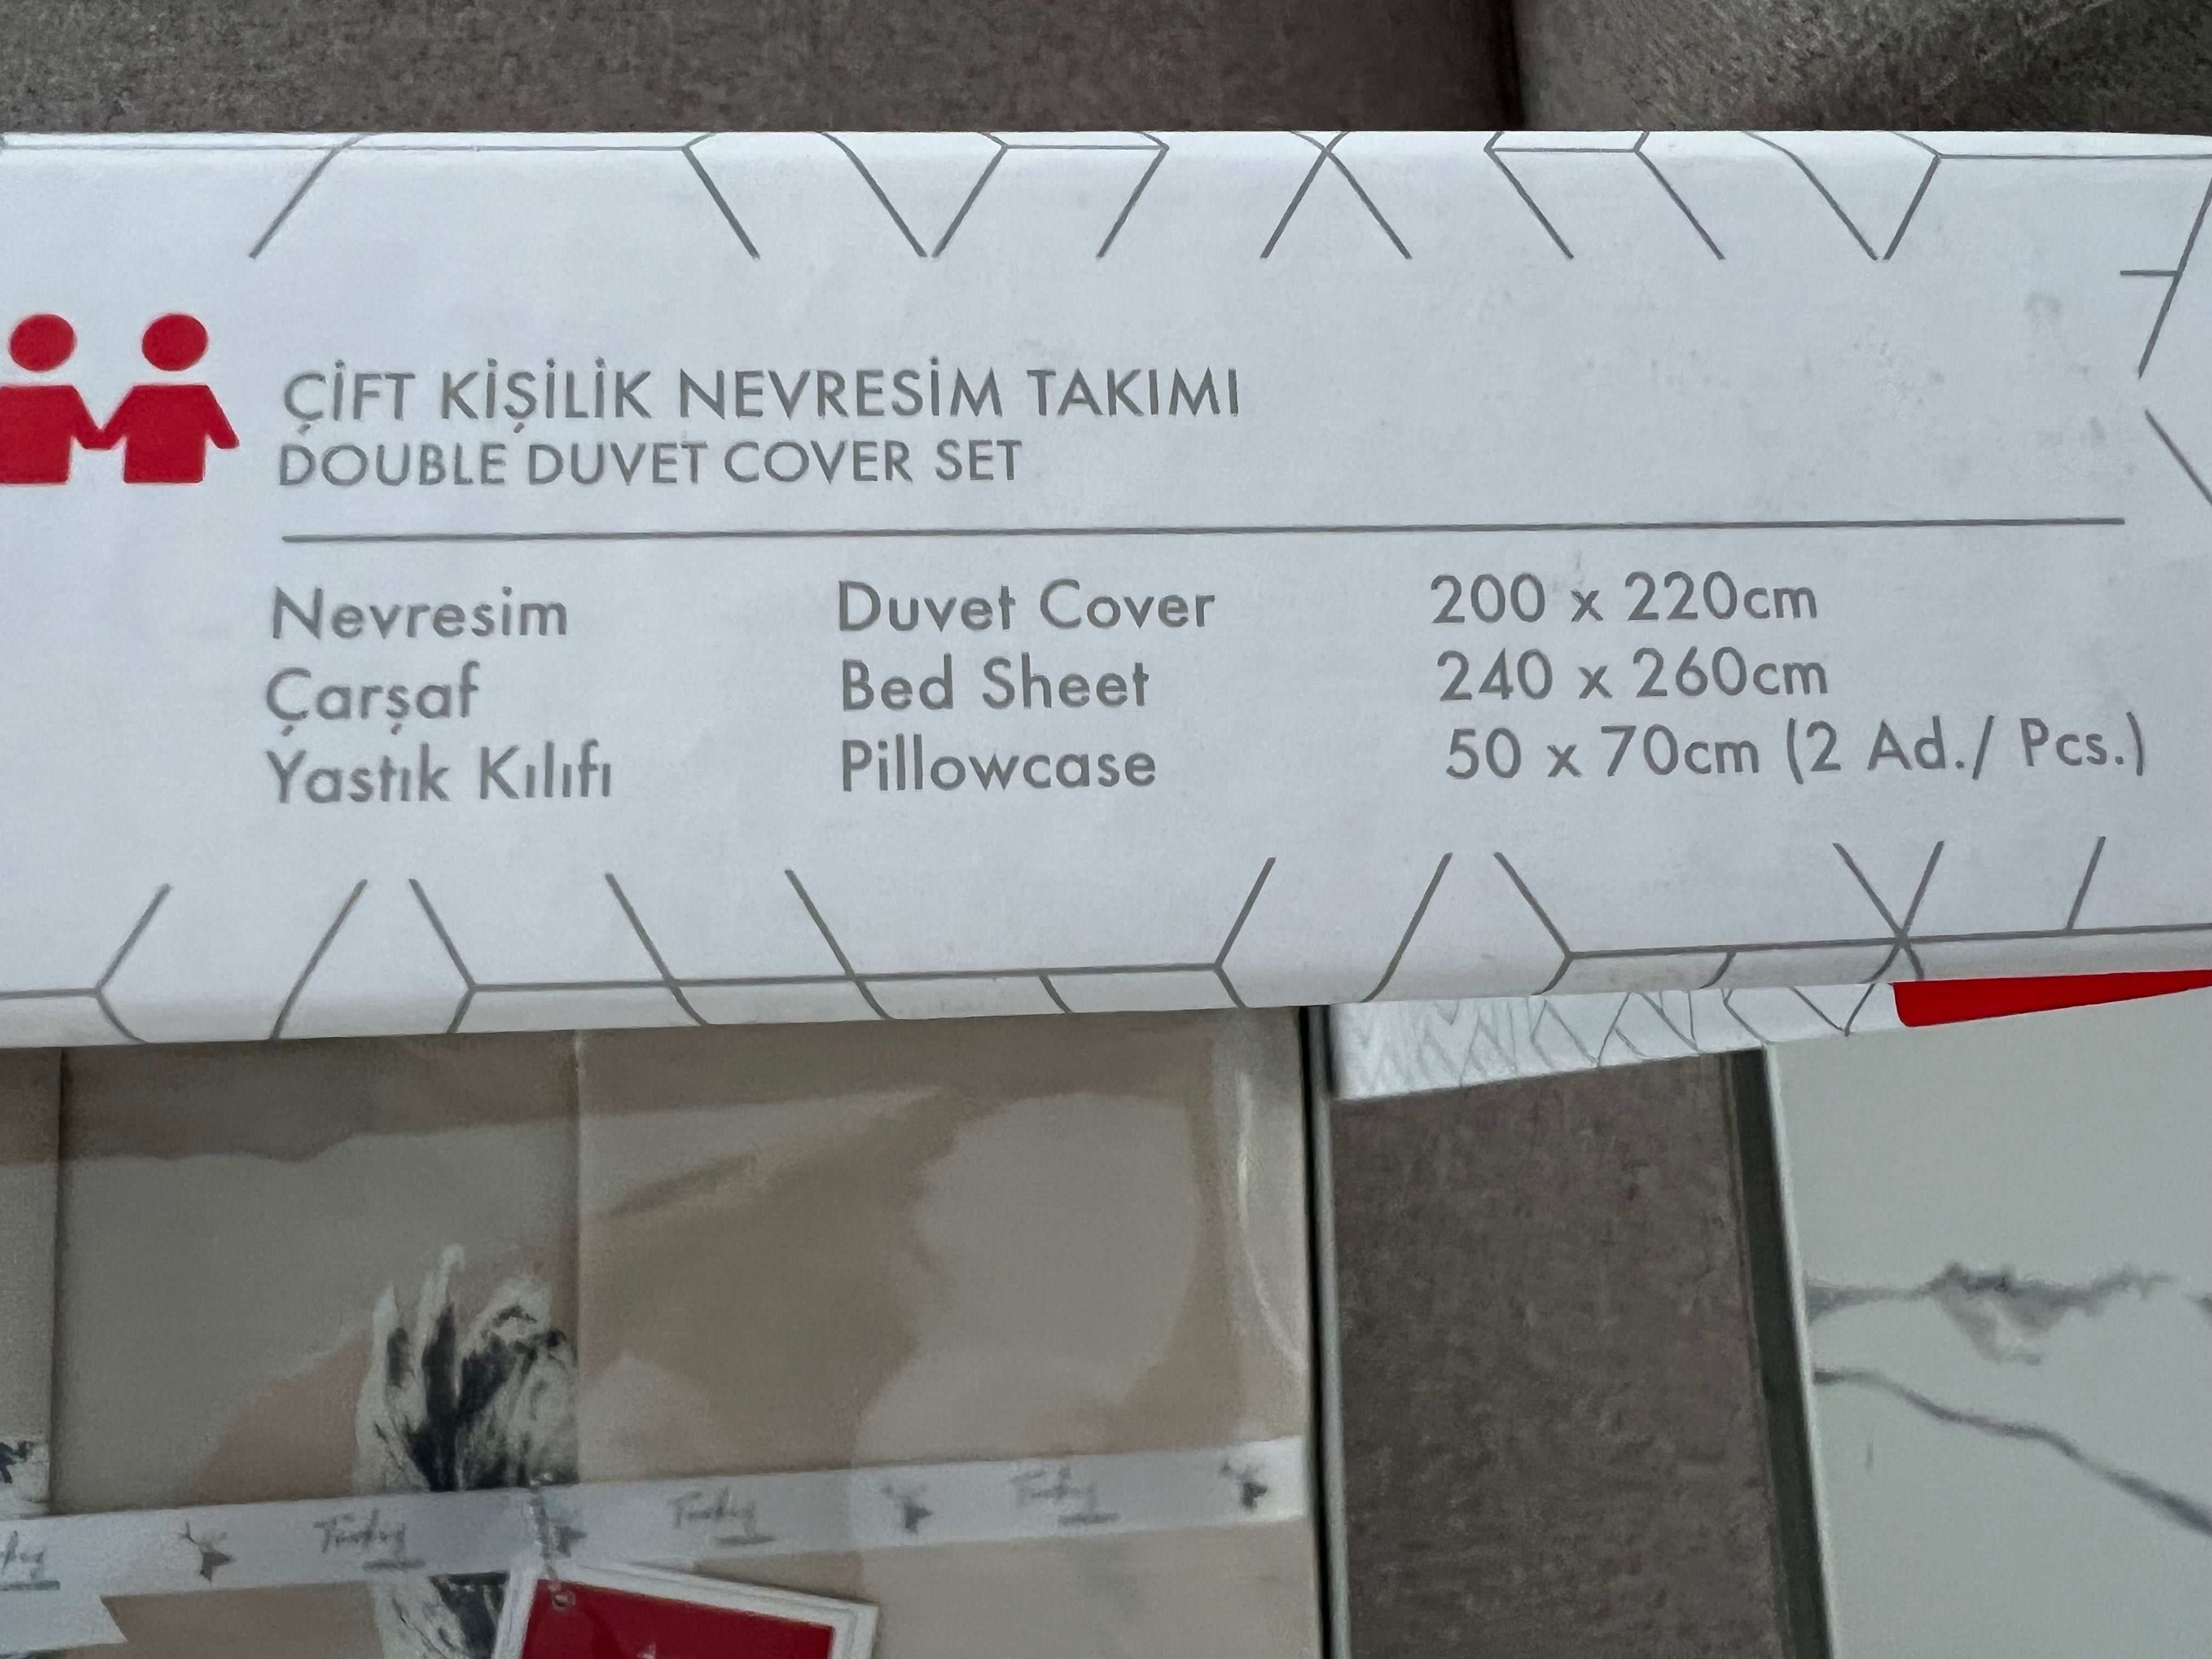 ÇİFT KİŞİLİK NEVRESİM TAKIMI
DOUBLE DUVET COVER SET
Nevresim Duvet Cover 200 x 220cm
Çarşaf Bed Sheet 240 x 260cm
Yastık Kılıfı Pillowcase 50 x 70cm (2 Ad./ Pcs.)